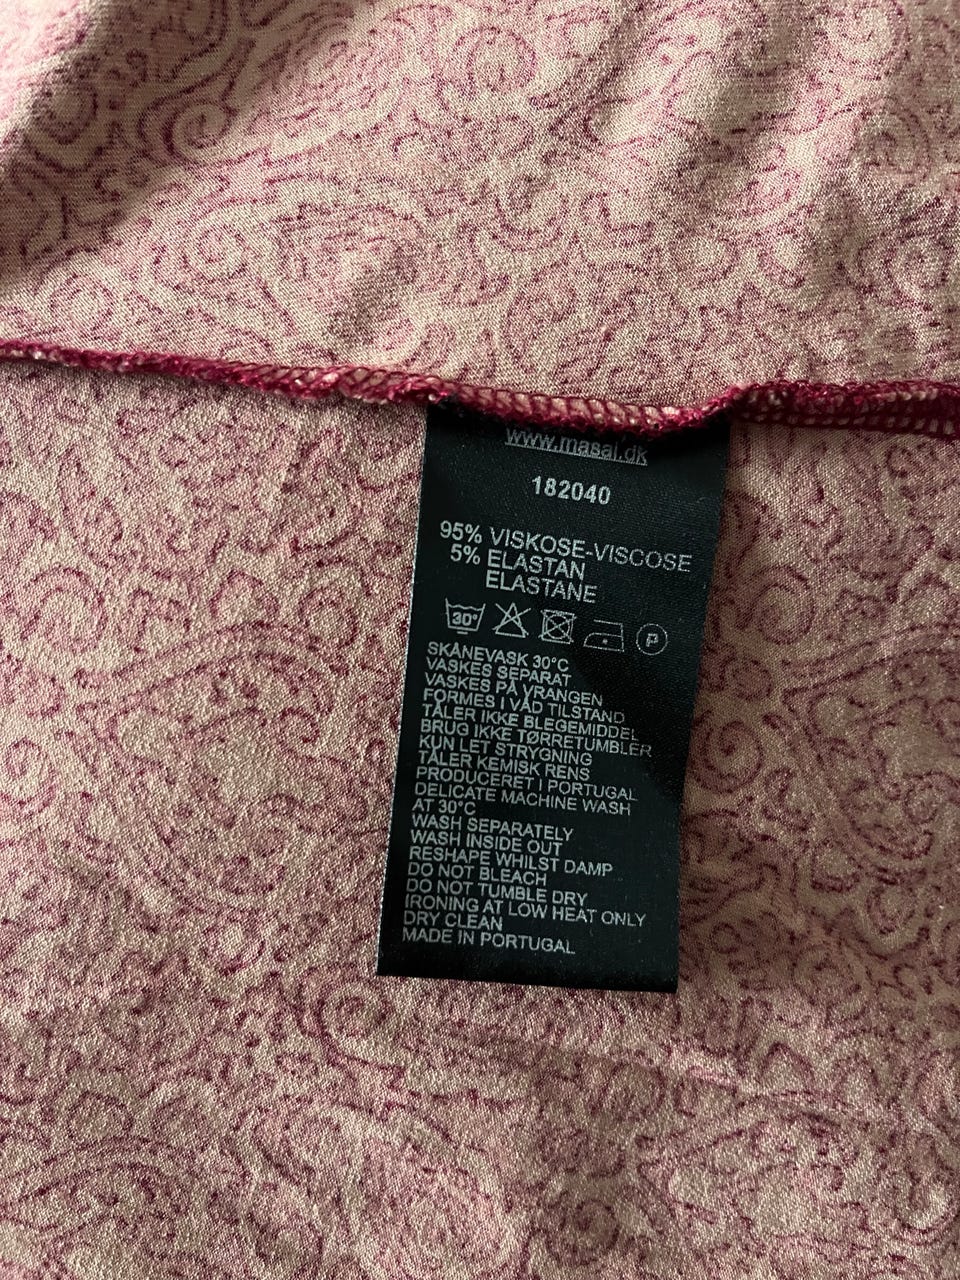 www.masai.dk
182040
95% VISKOSE-VISCOSE
5% ELASTAN
ELASTANE
30°
P
SKÅNEVASK 30°C
VASKES SEPARAT
VASKES PÅ VRANGEN
FORMES I VÅD TILSTAND
TÅLER IKKE BLEGEMIDDEL
BRUG IKKE TØRRETUMBLER
KUN LET STRYGNING
TÅLER KEMISK RENS
PRODUCERET I PORTUGAL
DELICATE MACHINE WASH
AT 30°C
WASH SEPARATELY
WASH INSIDE OUT
RESHAPE WHILST DAMP
DO NOT BLEACH
DO NOT TUMBLE DRY
IRONING AT LOW HEAT ONLY
DRY CLEAN
MADE IN PORTUGAL